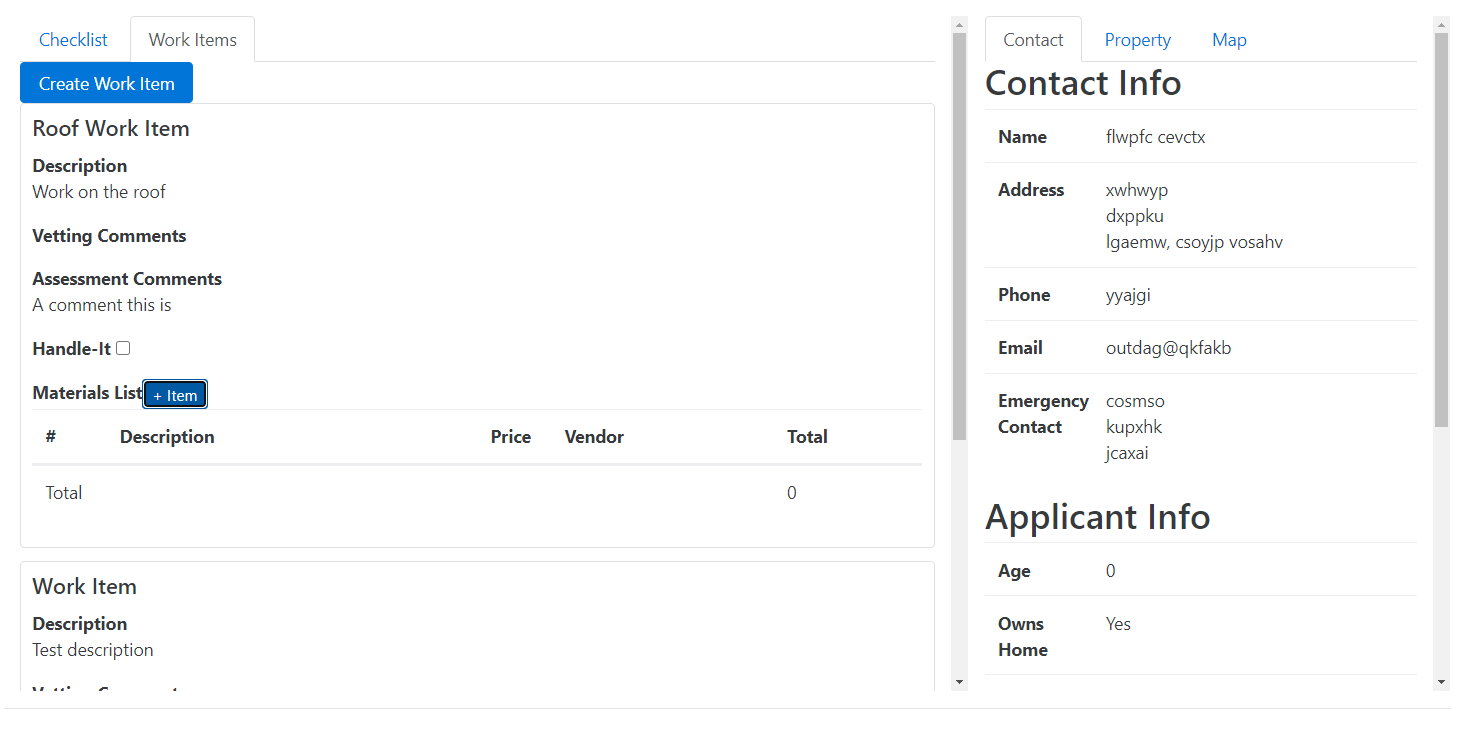 Checklist Work Items
Create Work Item
Roof Work Item
Description
Work on the roof
Vetting Comments
Assessment Comments
A comment this is
Handle-It
Materials List + Item
# Description Price Vendor Total
Total 0
Work Item
Description
Test description
Vetting Comments
Contact Property Map
Contact Info
Name flwpfc cevctx
Address xwhwyp
dxppku
lgaemw, csoyjp vosahv
Phone yyajgi
Email outdag@qkfakb
Emergency cosmso
Contact kupxhk
jcaxai
Applicant Info
Age 0
Owns Yes
Home